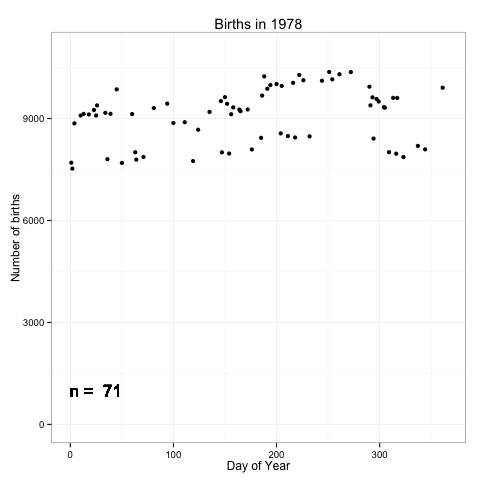 Births in 1978
Number of births
9000
6000
3000
0
n = 71
0 100 200 300
Day of Year